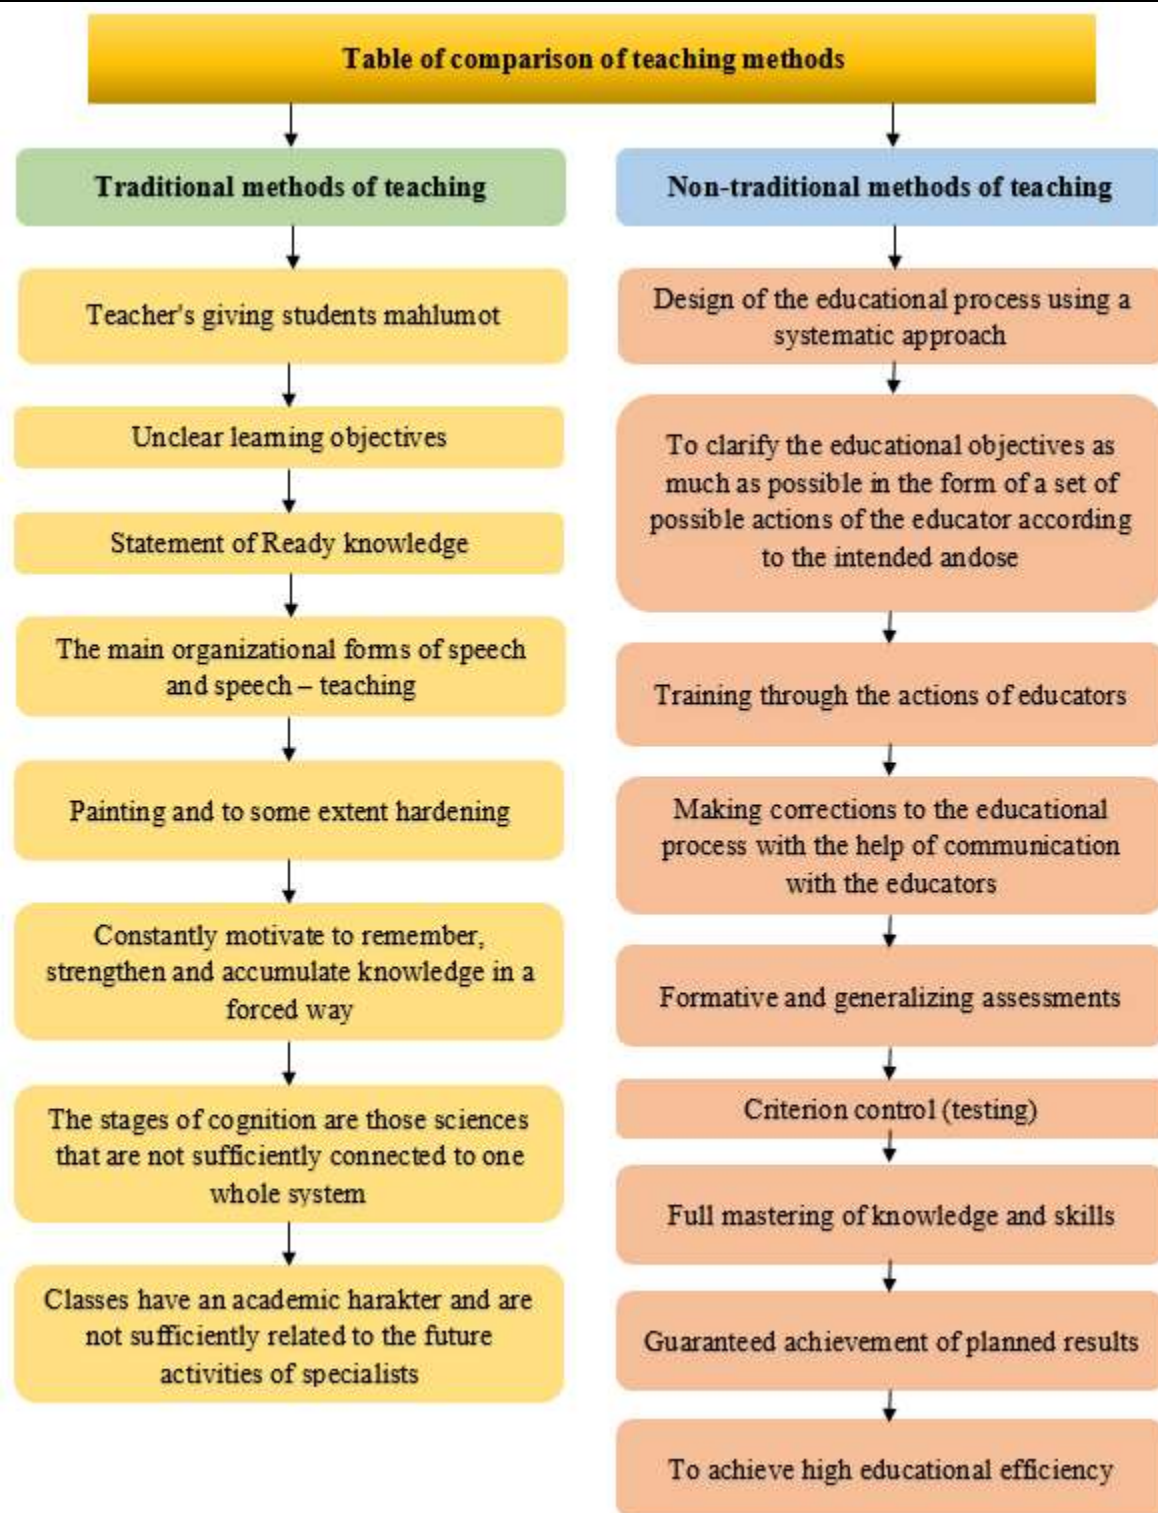 Table of comparison of teaching methods
Traditional methods of teaching
Teacher's giving students mahlumot
Unclear learning objectives
Statement of Ready knowledge
The main organizational forms of speech
and speech – teaching
Painting and to some extent hardening
Constantly motivate to remember,
strengthen and accumulate knowledge in a
forced way
The stages of cognition are those sciences
that are not sufficiently connected to one
whole system
Classes have an academic harakter and are
not sufficiently related to the future
activities of specialists
Non-traditional methods of teaching
Design of the educational process using a
systematic approach
To clarify the educational objectives as
much as possible in the form of a set of
possible actions of the educator according
to the intended andose
Training through the actions of educators
Making corrections to the educational
process with the help of communication
with the educators
Formative and generalizing assessments
Criterion control (testing)
Full mastering of knowledge and skills
Guaranteed achievement of planned results
To achieve high educational efficiency